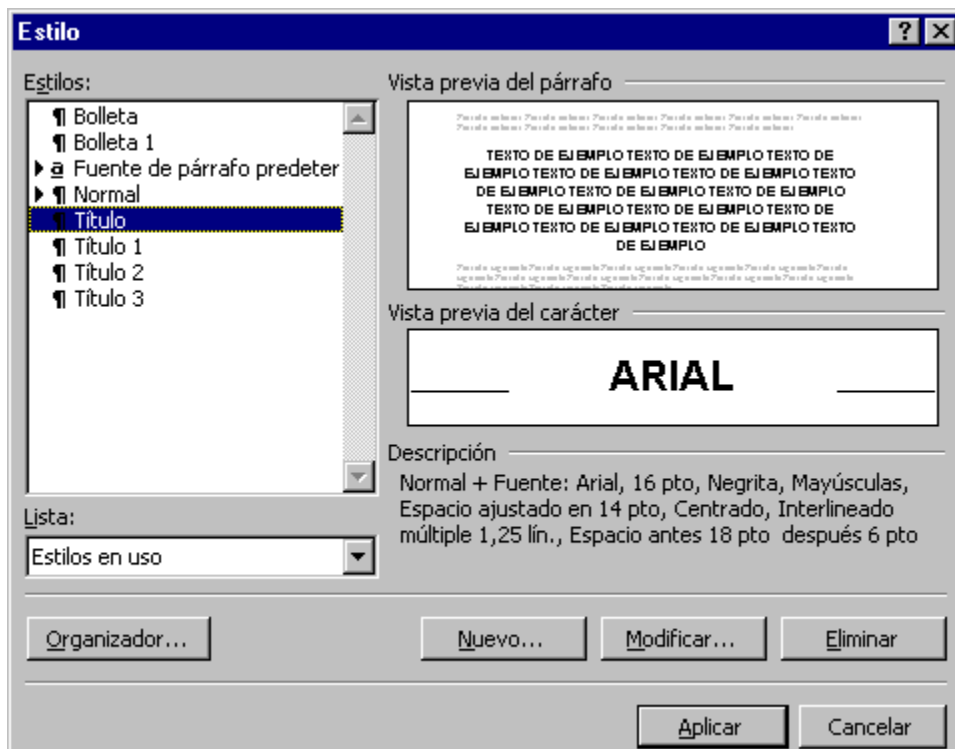 Estilo
Estilos:
¶ Bolleta
¶ Bolleta 1
a Fuente de párrafo predeter
¶ Normal
¶ Título
¶ Título 1
¶ Título 2
¶ Título 3
Lista:
Estilos en uso
Vista previa del párrafo
TEXTO DE EJEMPLO TEXTO DE EJEMPLO TEXTO DE
EJEMPLO TEXTO DE EJEMPLO TEXTO DE EJEMPLO TEXTO
DE EJEMPLO TEXTO DE EJEMPLO TEXTO DE EJEMPLO
TEXTO DE EJEMPLO TEXTO DE EJEMPLO TEXTO DE
EJEMPLO TEXTO DE EJEMPLO TEXTO DE EJEMPLO TEXTO
DE EJEMPLO
Vista previa del carácter
ARIAL
Descripción
Normal + Fuente: Arial, 16 pto, Negrita, Mayúsculas,
Espacio ajustado en 14 pto, Centrado, Interlineado
múltiple 1,25 lín., Espacio antes 18 pto después 6 pto
Organizador...
Nuevo...
Modificar...
Eliminar
Aplicar
Cancelar